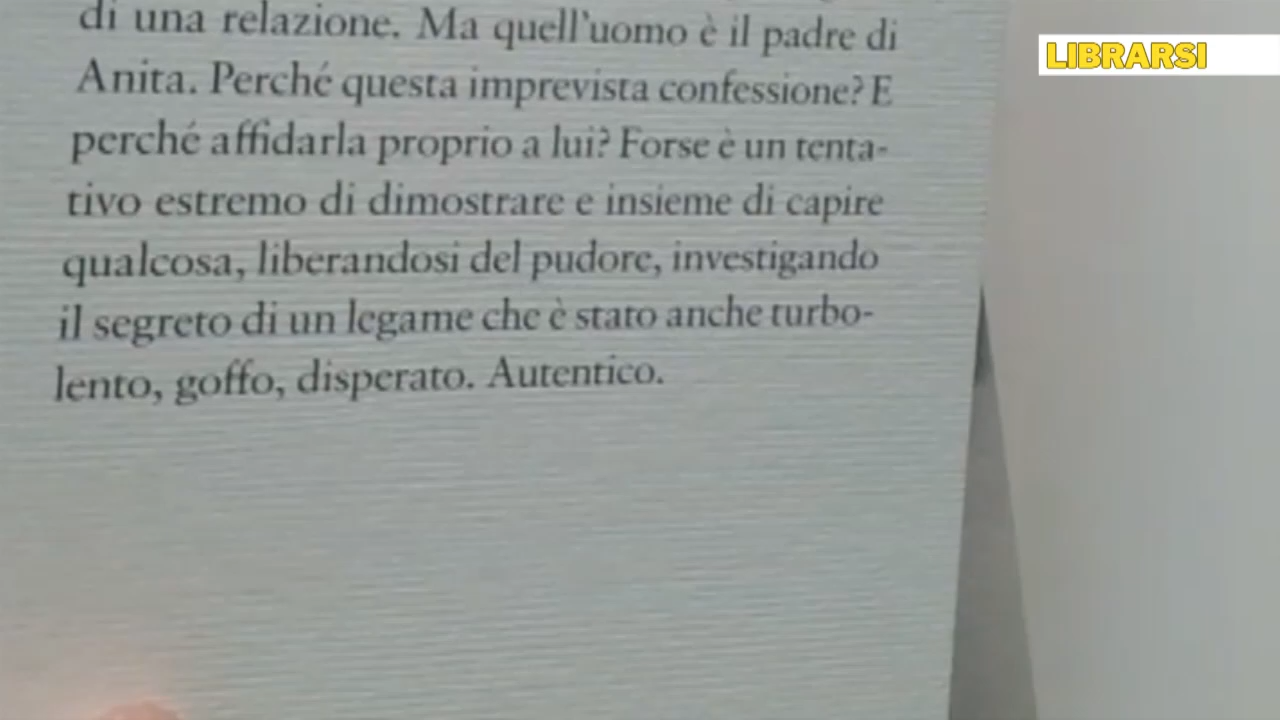 di una relazione. Ma quell'uomo è il padre di
LIBRARSI
Anita. Perché questa imprevista confessione? E
perché affidarla proprio a lui? Forse è un tenta-
tivo estremo di dimostrare e insieme di capire
qualcosa, liberandosi del pudore, investigando
il segreto di un legame che è stato anche turbo-
lento, goffo, disperato. Autentico.